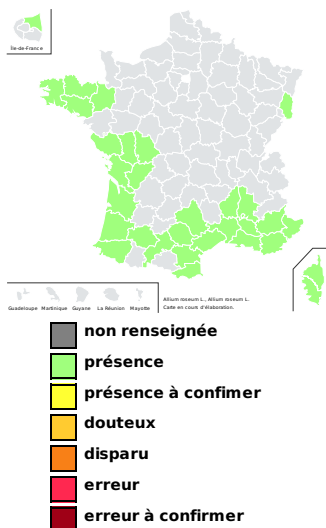 Île-de-France
Guadeloupe Martinique Guyane La Réunion Mayotte
Allium roseum L., Allium roseum L.
Carte en cours d'élaboration.
non renseignée
présence
présence à confimer
douteux
disparu
erreur
erreur à confirmer